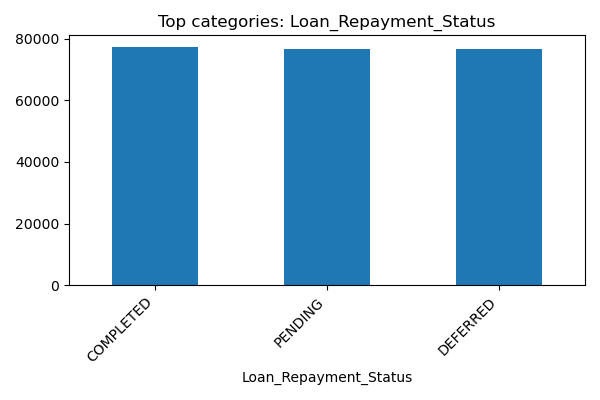 Top categories: Loan_Repayment_Status
80000
60000
40000
20000
0
COMPLETED
PENDING
DEFERRED
Loan_Repayment_Status